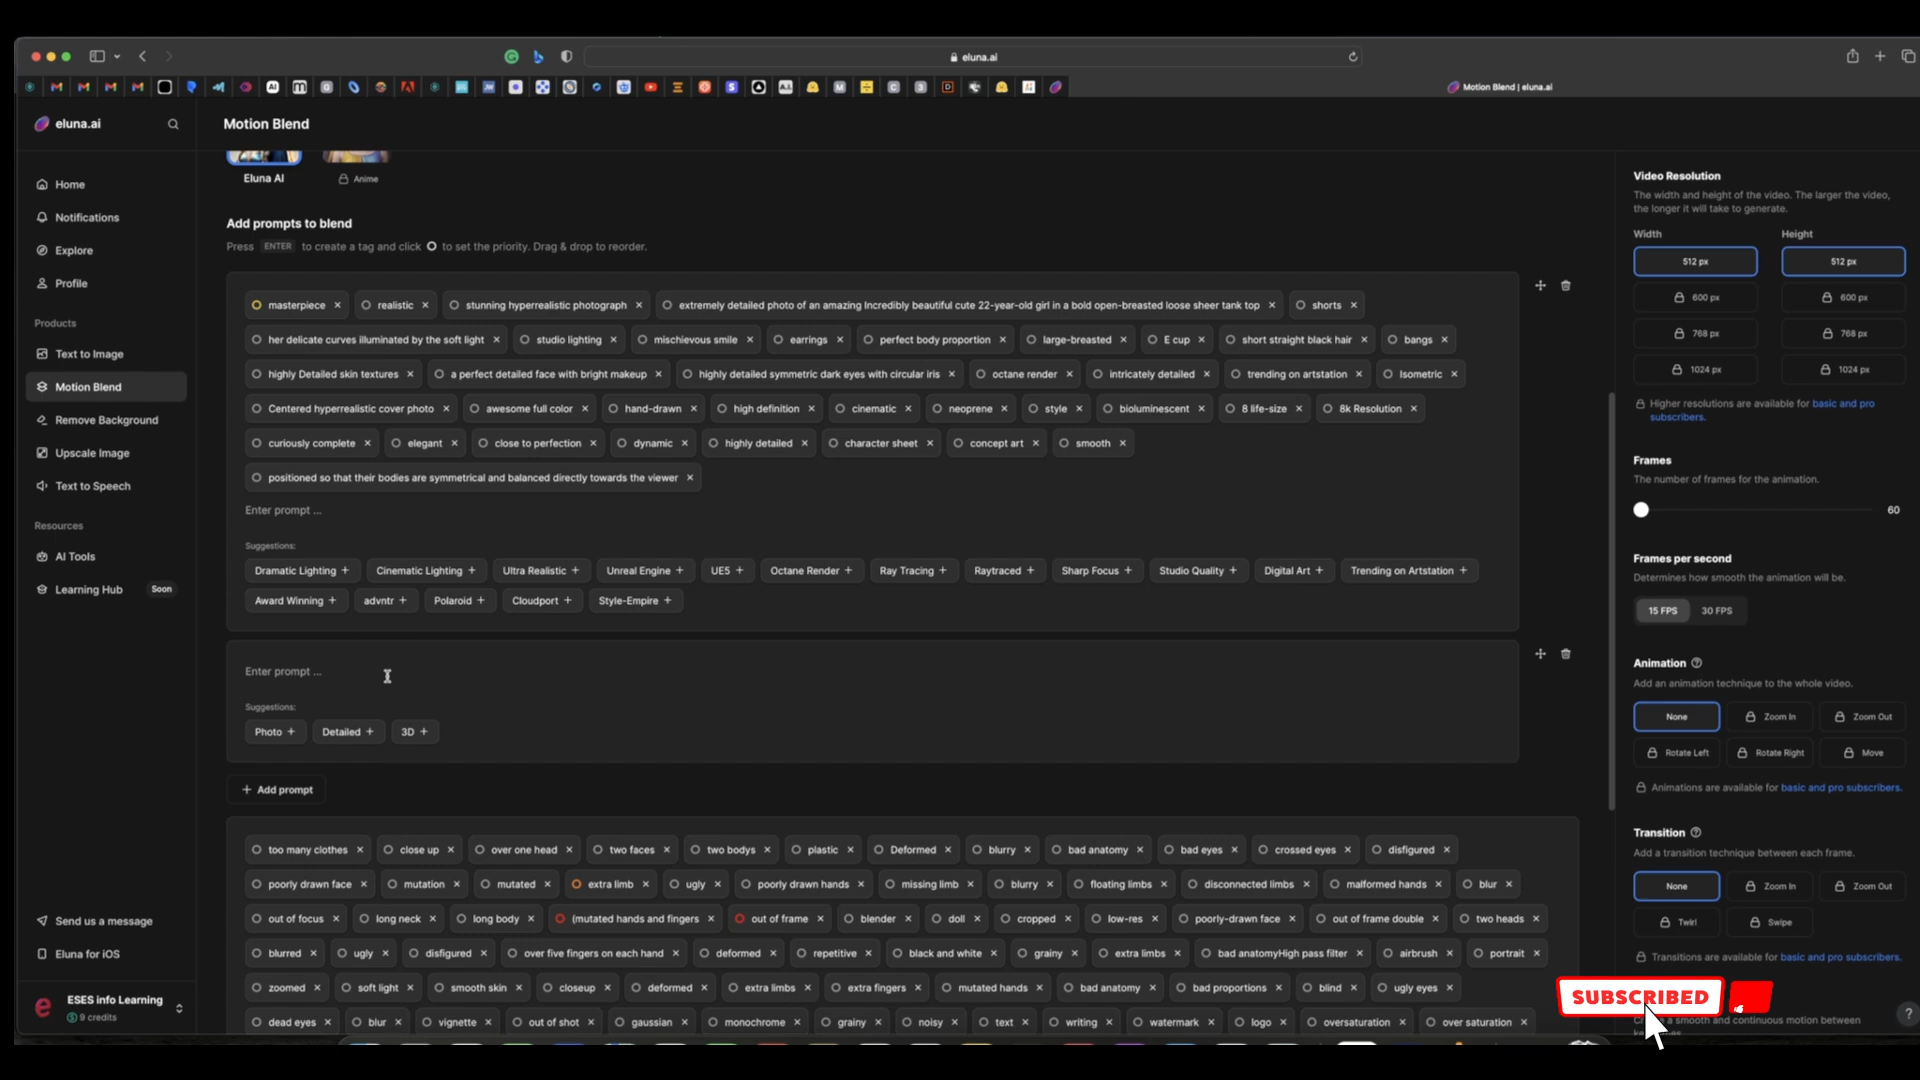 eluna.ai
Motion Blend | eluna.ai
eluna.ai
Motion Blend
Home
Notifications
Explore
Profile
Products
Text to Image
Motion Blend
Remove Background
Upscale Image
Text to Speech
Resources
AI Tools
Learning Hub Soon
Send us a message
Eluna for iOS
ESES info Learning
9 credits
Eluna AI Anime
Add prompts to blend
Press ENTER to create a tag and click to set the priority. Drag & drop to reorder.
masterpiece × realistic × stunning hyperrealistic photograph × extremely detailed photo of an amazing Incredibly beautiful cute 22-year-old girl in a bold open-breasted loose sheer tank top × shorts ×
her delicate curves illuminated by the soft light × studio lighting × mischievous smile × earrings × perfect body proportion × large-breasted × E cup × short straight black hair × bangs ×
highly Detailed skin textures × a perfect detailed face with bright makeup × highly detailed symmetric dark eyes with circular iris × octane render × intricately detailed × trending on artstation × Isometric ×
Centered hyperrealistic cover photo × awesome full color × hand-drawn × high definition × cinematic × neoprene × style × bioluminescent × 8 life-size × 8k Resolution ×
curiously complete × elegant × close to perfection × dynamic × highly detailed × character sheet × concept art × smooth ×
positioned so that their bodies are symmetrical and balanced directly towards the viewer ×
Enter prompt ...
Suggestions:
Dramatic Lighting + Cinematic Lighting + Ultra Realistic + Unreal Engine + UE5 + Octane Render + Ray Tracing + Raytraced + Sharp Focus + Studio Quality + Digital Art + Trending on Artstation +
Award Winning + advntr + Polaroid + Cloudport + Style-Empire +
Enter prompt ...
Suggestions:
Photo + Detailed + 3D +
+ Add prompt
too many clothes × close up × over one head × two faces × two bodys × plastic × Deformed × blurry × bad anatomy × bad eyes × crossed eyes × disfigured ×
poorly drawn face × mutation × mutated × extra limb × ugly × poorly drawn hands × missing limb × blurry × floating limbs × disconnected limbs × malformed hands × blur ×
out of focus × long neck × long body × (mutated hands and fingers × out of frame × blender × doll × cropped × low-res × poorly-drawn face × out of frame double × two heads ×
blurred × ugly × disfigured × over five fingers on each hand × deformed × repetitive × black and white × grainy × extra limbs × bad anatomyHigh pass filter × airbrush × portrait ×
zoomed × soft light × smooth skin × closeup × deformed × extra limbs × extra fingers × mutated hands × bad anatomy × bad proportions × blind × ugly eyes ×
dead eyes × blur × vignette × out of shot × gaussian × monochrome × grainy × noisy × text × writing × watermark × logo × oversaturation × over saturation ×
Video Resolution
The width and height of the video. The larger the video,
the longer it will take to generate.
Width Height
512 px 512 px
600 px 600 px
768 px 768 px
1024 px 1024 px
Higher resolutions are available for basic and pro
subscribers.
Frames
The number of frames for the animation.
60
Frames per second
Determines how smooth the animation will be.
15 FPS 30 FPS
Animation
Add an animation technique to the whole video.
None Zoom In Zoom Out
Rotate Left Rotate Right Move
Animations are available for basic and pro subscribers.
Transition
Add a transition technique between each frame.
None Zoom In Zoom Out
Twirl Swipe
Transitions are available for basic and pro subscribers.
SUBSCRIBED
a smooth and continuous motion between